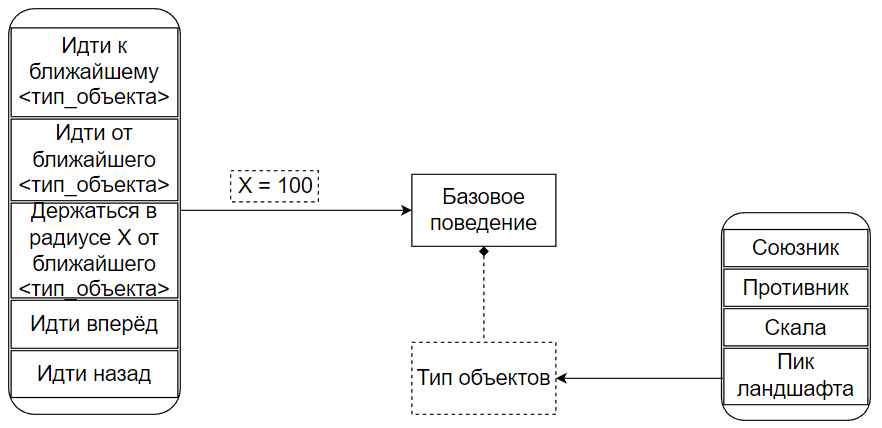 Идти к
ближайшему
<тип_объекта>
Идти от
ближайшего
<тип_объекта>
Держаться в
радиусе X от
ближайшего
<тип_объекта>
Идти вперёд
Идти назад
X = 100
Базовое
поведение
Тип объектов
Союзник
Противник
Скала
Пик
ландшафта